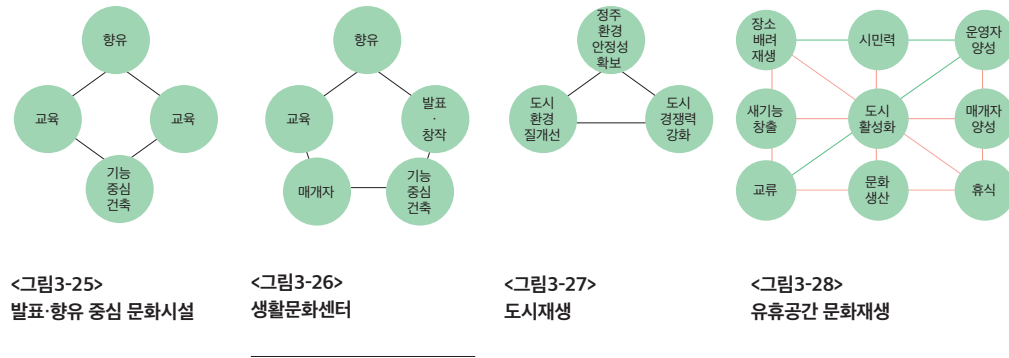 향유
교육
교육
기능
중심
건축
<그림3-25>
발표·향유 중심 문화시설
향유
교육
발표
·
창작
매개자
기능
중심
건축
<그림3-26>
생활문화센터
정주
환경
안정성
확보
도시
환경
질개선
도시
경쟁력
강화
<그림3-27>
도시재생
장소
배려
재생
시민력
운영자
양성
새기능
창출
도시
활성화
매개자
양성
교류
문화
생산
휴식
<그림3-28>
유휴공간 문화재생